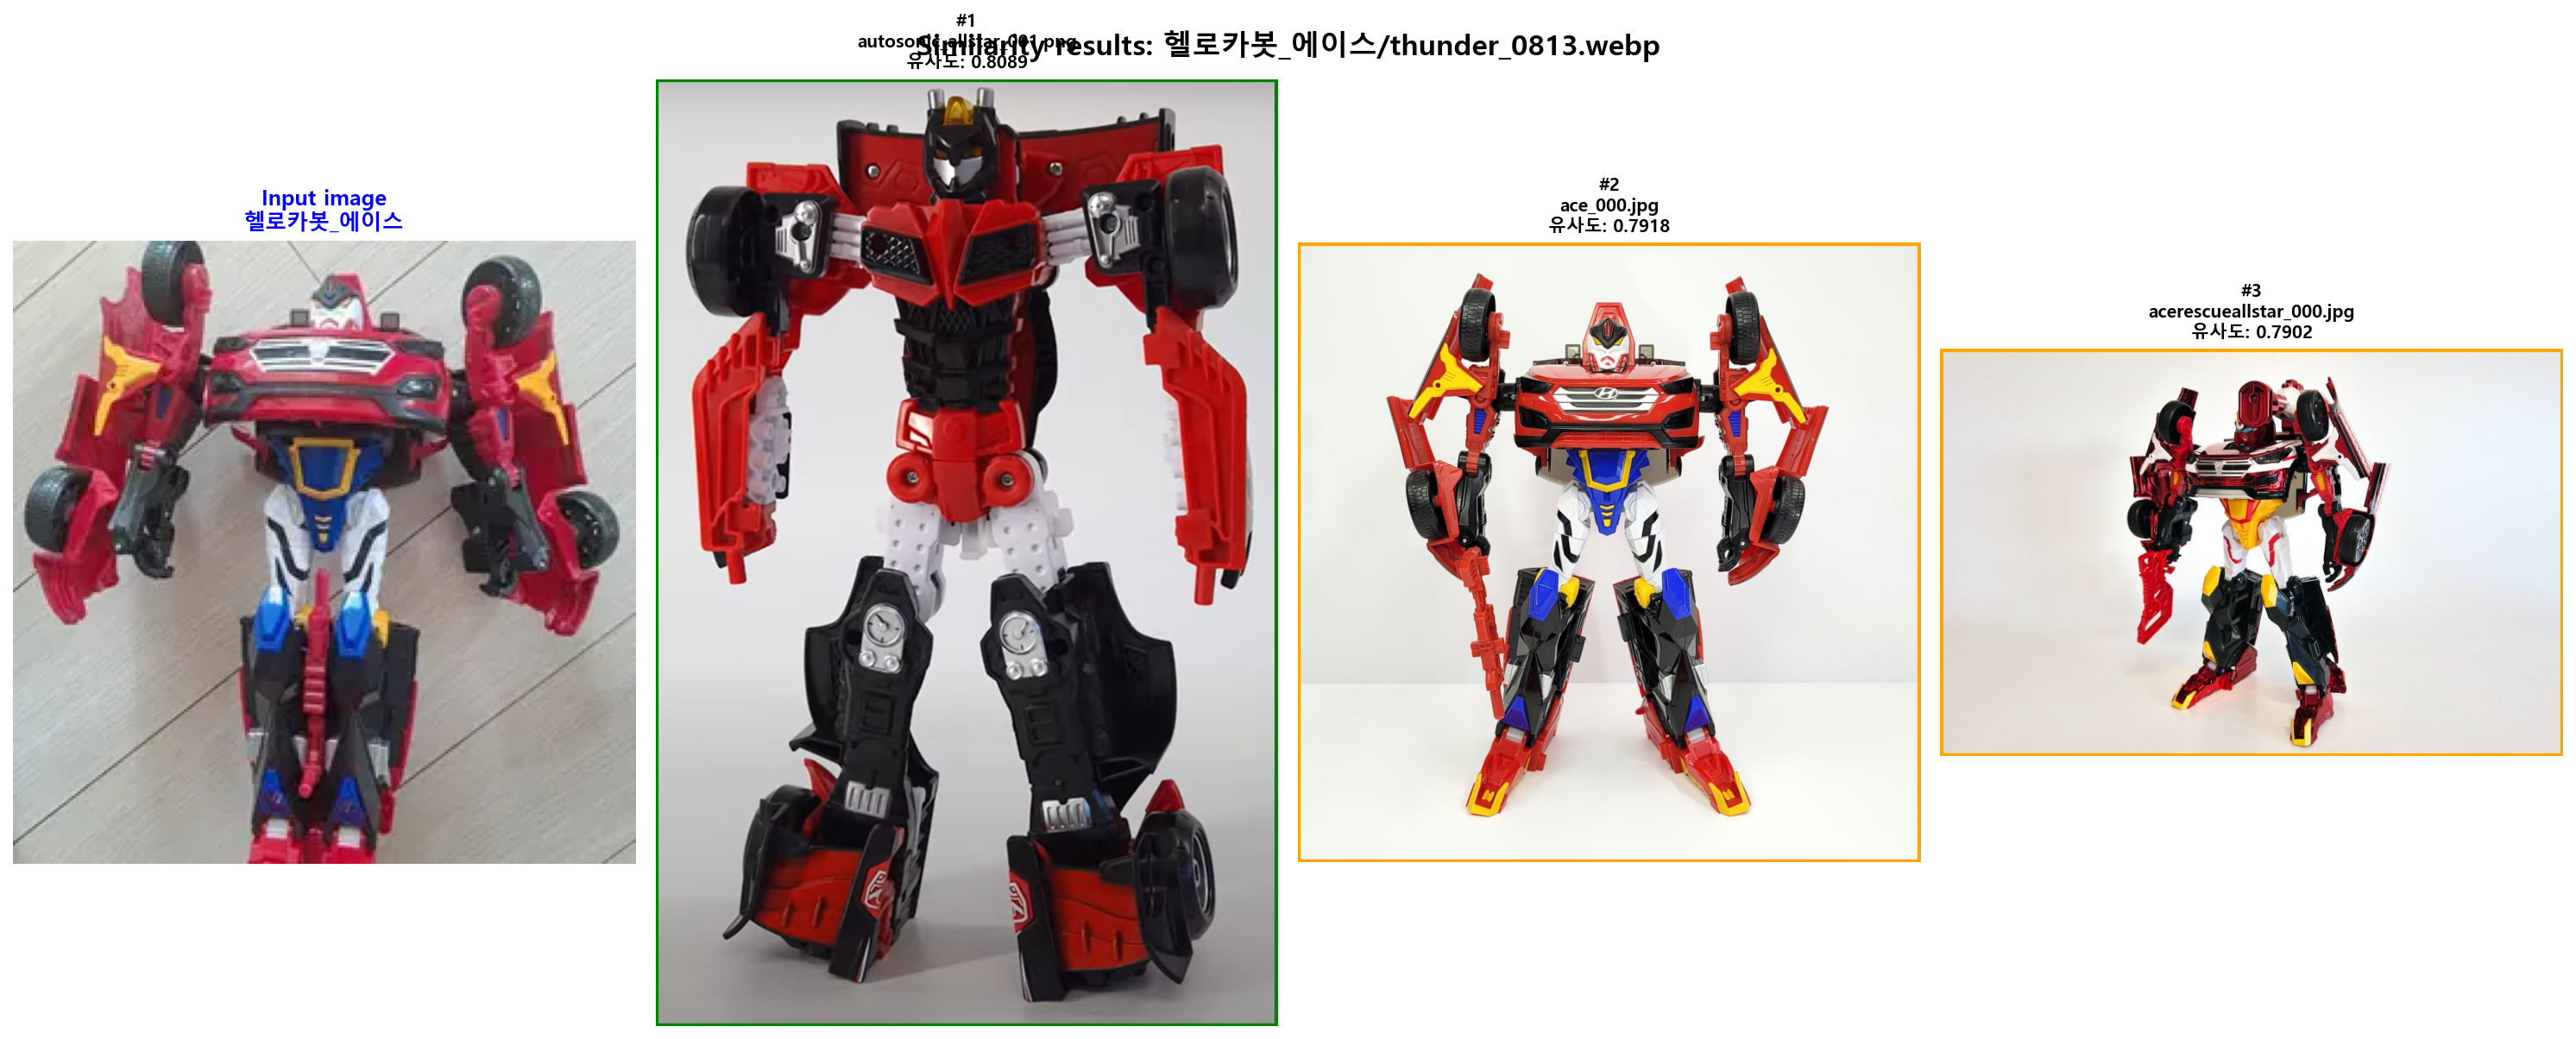 Similarity results: 헬로카봇_에이스/thunder_0813.webp
Input image
헬로카봇_에이스
#1
autosonic_allstar_001.png
유사도: 0.8089
#2
ace_000.jpg
유사도: 0.7918
#3
acerescueallstar_000.jpg
유사도: 0.7902